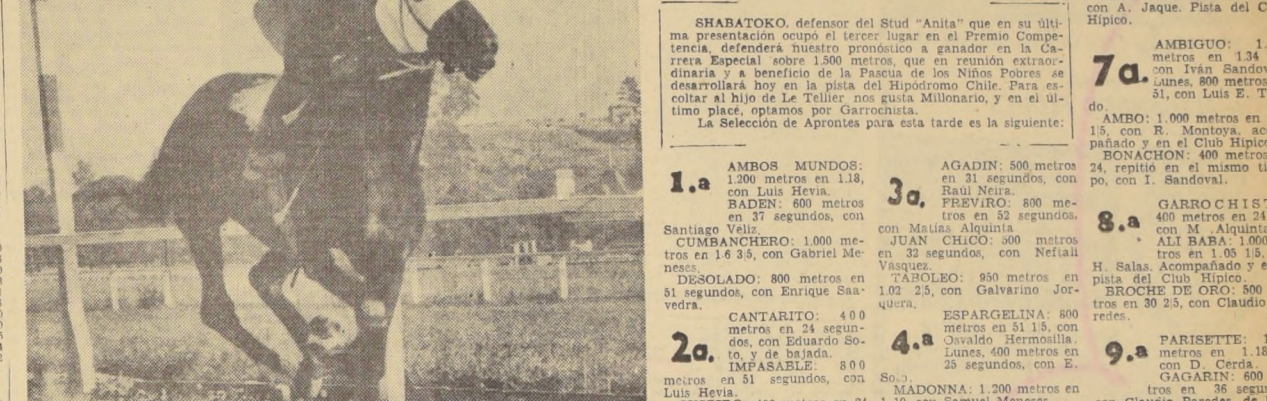 SHABATOKO, defensor del Stud "Anita" que en su últi-
ma presentación ocupó el tercer lugar en el Premio Compe-
tencia, defenderá nuestro pronóstico a ganador en la Ca-
rrera Especial sobre 1.500 metros, que en reunión extraor-
dinaria y a beneficio de la Pascua de los Niños Pobres se
desarrollará hoy en la pista del Hipódromo Chile. Para es-
coltar al hijo de Le Tellier nos gusta Millonario, y en el úl-
timo placé, optamos por Garrochista.
La Selección de Aprontes para esta tarde es la siguiente:
1.a
AMBOS MUNDOS:
1.200 metros en 1.18,
con Luis Hevia.
BADEN: 600 metros
en 37 segundos, con
Santiago Véliz.
CUMBANCHERO: 1.000 me-
tros en 1.6 3|5, con Gabriel Me-
neses.
DESOLADO: 800 metros en
51 segundos, con Enrique Saa-
vedra.
2a.
CANTARITO: 400
metros en 24 segun-
dos, con Eduardo So-
to, y de bajada.
IMPASABLE: 800
metros en 51 segundos, con
Luis Hevia.
3a.
AGADIN: 500 metros
en 31 segundos, con
Raúl Neira.
FREVIRO: 800 me-
tros en 52 segundos,
con Matías Alquinta
JUAN CHICO: 500 metros
en 32 segundos, con Neftalí
Vásquez.
TABOLEO: 950 metros en
1.02 2|5, con Galvarino Jor-
quera.
4.a
ESPARGELINA: 800
metros en 51 1|5, con
Osvaldo Hermosilla.
Lunes, 400 metros en
25 segundos, con E.
Soto.
MADONNA: 1.200 metros en
con A. Jaque. Pista del C
Hípico.
7a.
AMBIGUO: 1.
metros en 1.34
con Iván Sandov
Lunes, 800 metros
51, con Luis E. T
do.
AMBO: 1.000 metros en
1|5, con R. Montoya, aco
pañado y en el Club Hípico
BONACHON: 400 metros
24, repitió en el mismo ti
po, con I. Sandoval.
8.a
GARROCHIST
400 metros en 24
con M .Alquinta
ALI BABA: 1.000
tros en 1.05 1|5,
H. Salas. Acompañado y e
pista del Club Hípico.
BROCHE DE ORO: 500
tros en 30 2|5, con Claudio
redes.
9.a
PARISETTE: 1
metros en 1.18
con D. Cerda.
GAGARIN: 600
tros en 36 segun